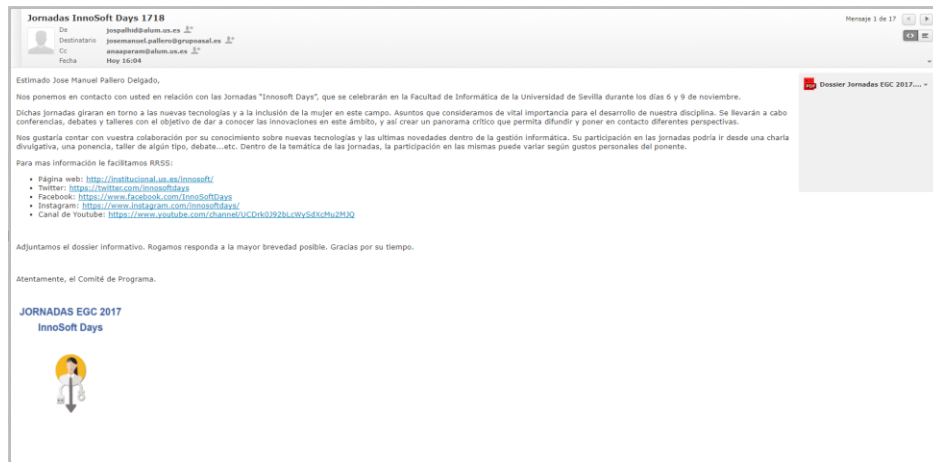 Jornadas InnoSoft Days 1718
Mensaje 1 de 17
De jospalhid@alum.us.es
Destinatario josemanuel.pallero@grupoasal.es
Cc anaaparam@alum.us.es
Fecha Hoy 16:04
Estimado Jose Manuel Pallero Delgado,
Dossier Jornadas EGC 2017....
Nos ponemos en contacto con usted en relación con las Jornadas "Innosoft Days", que se celebrarán en la Facultad de Informática de la Universidad de Sevilla durante los días 6 y 9 de noviembre.
Dichas jornadas giraran en torno a las nuevas tecnologías y a la inclusión de la mujer en este campo. Asuntos que consideramos de vital importancia para el desarrollo de nuestra disciplina. Se llevarán a cabo
conferencias, debates y talleres con el objetivo de dar a conocer las innovaciones en este ámbito, y así crear un panorama crítico que permita difundir y poner en contacto diferentes perspectivas.
Nos gustaría contar con vuestra colaboración por su conocimiento sobre nuevas tecnologías y las ultimas novedades dentro de la gestión informática. Su participación en las jornadas podría ir desde una charla
divulgativa, una ponencia, taller de algún tipo, debate...etc. Dentro de la temática de las jornadas, la participación en las mismas puede variar según gustos personales del ponente.
Para mas información le facilitamos RRSS:
• Página web: http://institucional.us.es/innosoft/
• Twitter: https://twitter.com/innosoftdays
• Facebook: https://www.facebook.com/InnoSoftDays
• Instagram: https://www.instagram.com/innosoftdays/
• Canal de Youtube: https://www.youtube.com/channel/UCDrk0J92bLcWySdXcMu2MJQ
Adjuntamos el dossier informativo. Rogamos responda a la mayor brevedad posible. Gracias por su tiempo.
Atentamente, el Comité de Programa.
JORNADAS EGC 2017
InnoSoft Days